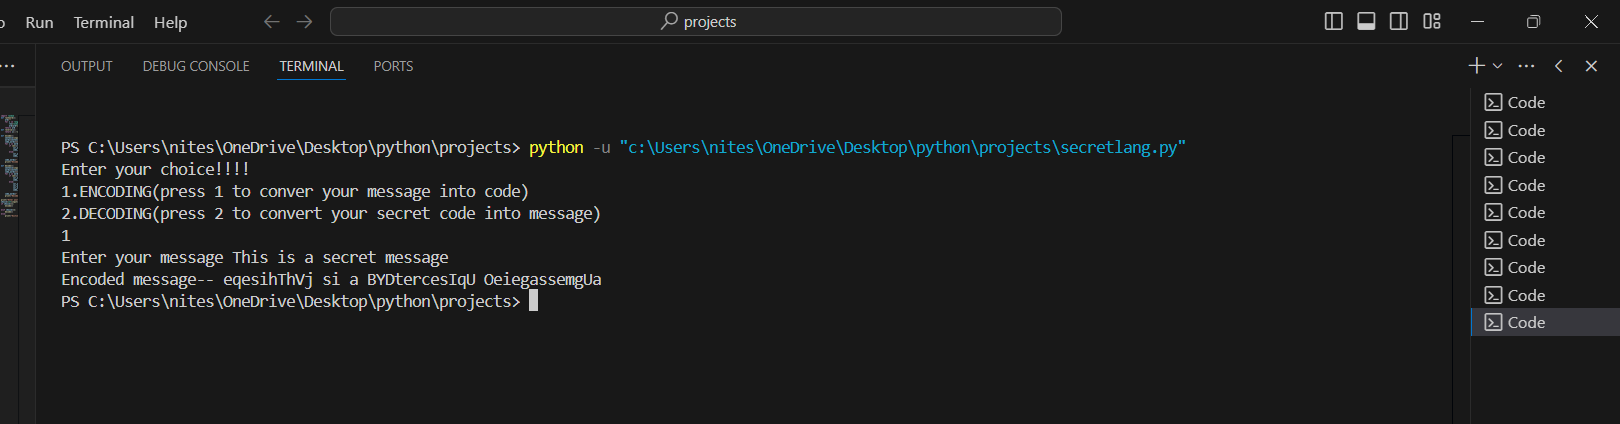 Run Terminal Help projects
OUTPUT DEBUG CONSOLE TERMINAL PORTS
PS C:\Users\nites\OneDrive\Desktop\python\projects> python -u "c:\Users\nites\OneDrive\Desktop\python\projects\secretlang.py"
Enter your choice!!!!
1.ENCODING(press 1 to conver your message into code)
2.DECODING(press 2 to convert your secret code into message)
1
Enter your message This is a secret message
Encoded message-- eqesihThVj si a BYDtercesIqU OeiegassemgUa
PS C:\Users\nites\OneDrive\Desktop\python\projects>
Code
Code
Code
Code
Code
Code
Code
Code
Code